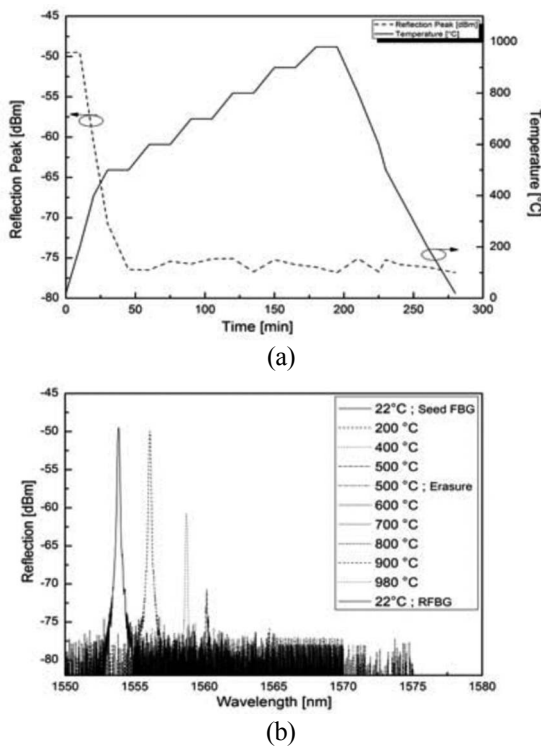 (a)
Reflection Peak [dBm]
Temperature [°C]
-45
-50
-55
-60
-65
-70
-75
-80
Reflection Peak [dBm]
1000
800
600
400
200
0
Temperature [°C]
0 50 100 150 200 250 300
Time [min]
(a)
(b)
-45
-50
-55
-60
-65
-70
-75
-80
Reflection [dBm]
22°C ; Seed FBG
200 °C
400 °C
500 °C
500 °C ; Erasure
600 °C
700 °C
800 °C
900 °C
980 °C
22°C ; RFBG
1550 1555 1560 1565 1570 1575 1580
Wavelength [nm]
(b)